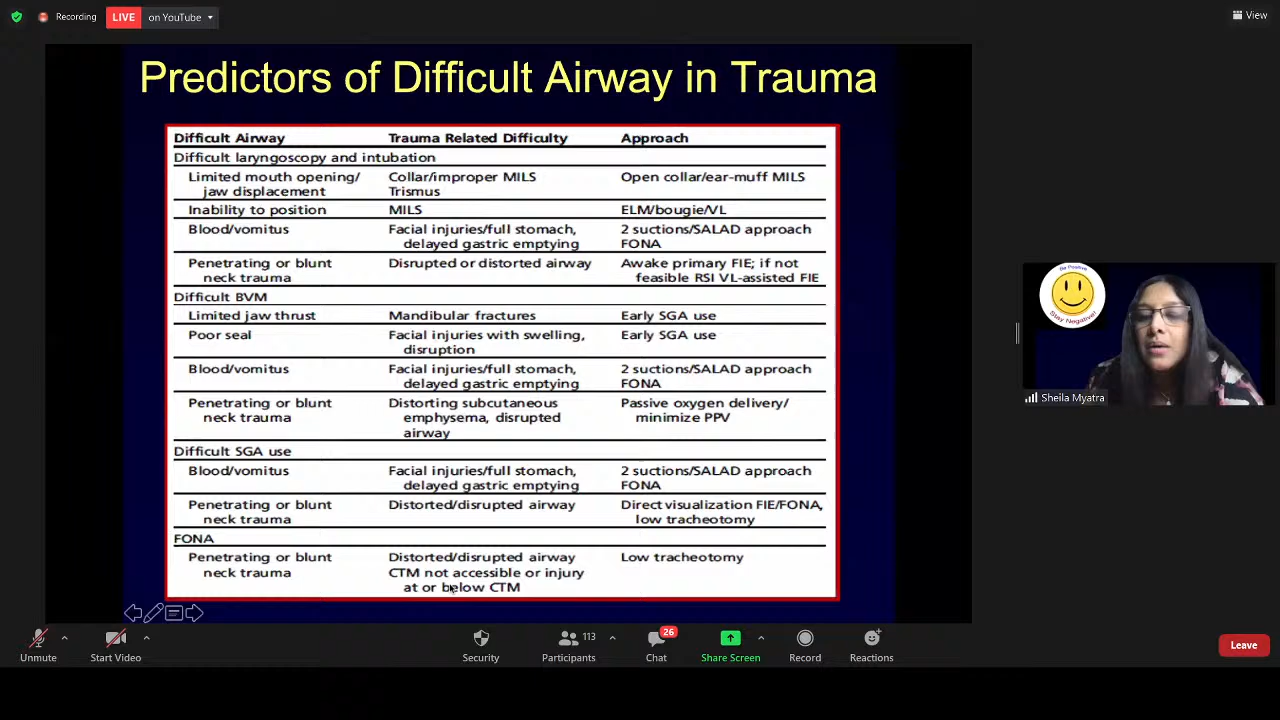 Recording
LIVE
on YouTube
View
Predictors of Difficult Airway in Trauma
Difficult Airway Trauma Related Difficulty Approach
Difficult laryngoscopy and intubation
Limited mouth opening/ Collar/improper MILS Open collar/ear-muff MILS
jaw displacement Trismus
Inability to position MILS ELM/bougie/VL
Blood/vomitus Facial injuries/full stomach, 2 suctions/SALAD approach
delayed gastric emptying FONA
Penetrating or blunt Disrupted or distorted airway Awake primary FIE; if not
neck trauma feasible RSI VL-assisted FIE
Difficult BVM
Limited jaw thrust Mandibular fractures Early SGA use
Poor seal Facial injuries with swelling, Early SGA use
disruption
Blood/vomitus Facial injuries/full stomach, 2 suctions/SALAD approach
delayed gastric emptying FONA
Penetrating or blunt Distorting subcutaneous Passive oxygen delivery/
neck trauma emphysema, disrupted minimize PPV
airway
Difficult SGA use
Blood/vomitus Facial injuries/full stomach, 2 suctions/SALAD approach
delayed gastric emptying FONA
Penetrating or blunt Distorted/disrupted airway Direct visualization FIE/FONA,
neck trauma low tracheotomy
FONA
Penetrating or blunt Distorted/disrupted airway Low tracheotomy
neck trauma CTM not accessible or injury
at or below CTM
Be Positive
Stay Negative!
Sheila Myatra
Unmute
Start Video
Security
113
Participants
26
Chat
Share Screen
Record
Reactions
Leave